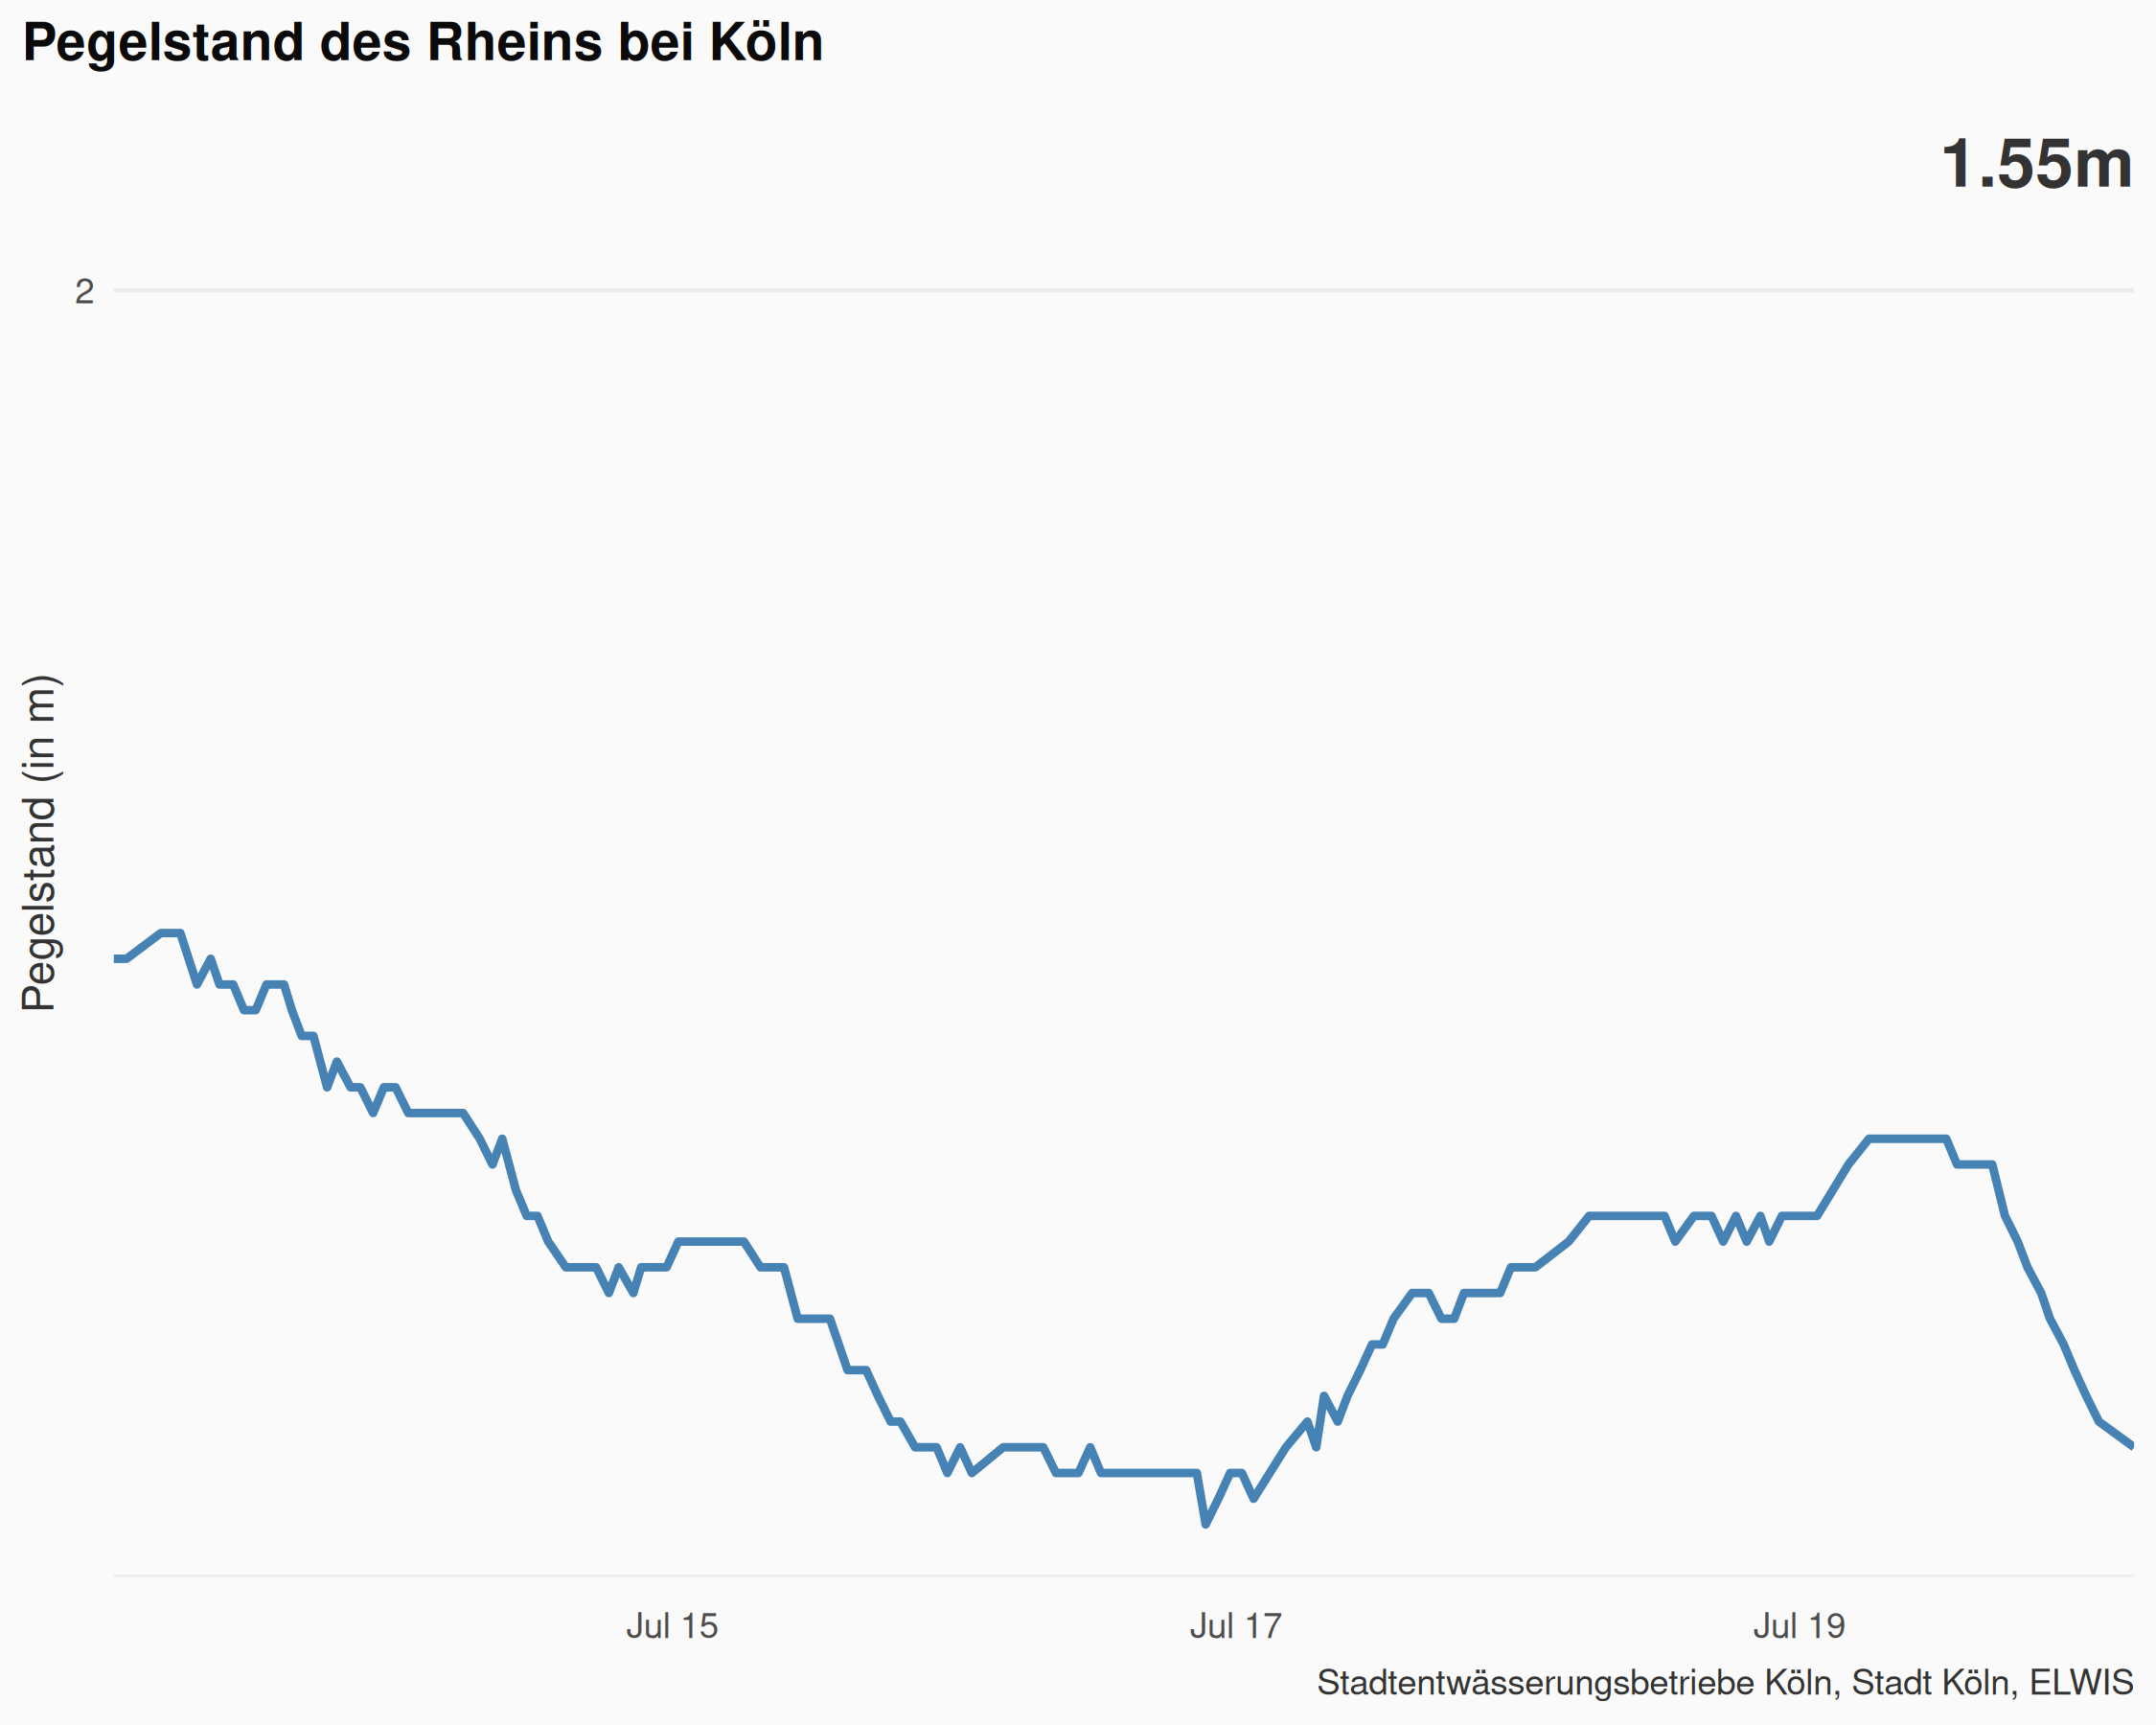 Pegelstand des Rheins bei Köln
1.55m
2
Pegelstand (in m)
Jul 15
Jul 17
Jul 19
Stadtentwässerungsbetriebe Köln, Stadt Köln, ELWIS